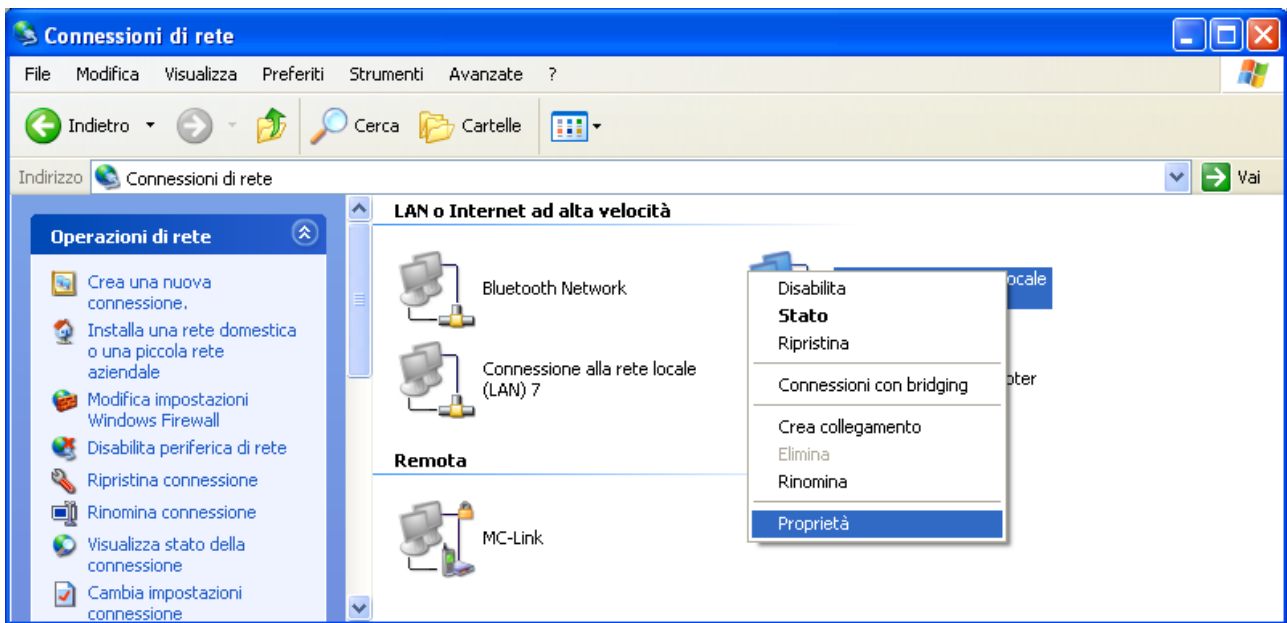 Connessioni di rete
File Modifica Visualizza Preferiti Strumenti Avanzate ?
Indietro Cerca Cartelle
Indirizzo Connessioni di rete Vai
Operazioni di rete
Crea una nuova
connessione.
Installa una rete domestica
o una piccola rete
aziendale
Modifica impostazioni
Windows Firewall
Disabilita periferica di rete
Ripristina connessione
Rinomina connessione
Visualizza stato della
connessione
Cambia impostazioni
connessione
LAN o Internet ad alta velocità
Bluetooth Network
Connessione alla rete locale
(LAN) 7
Remota
MC-Link
Disabilita
Stato
Ripristina
Connessioni con bridging
Crea collegamento
Elimina
Rinomina
Proprietà